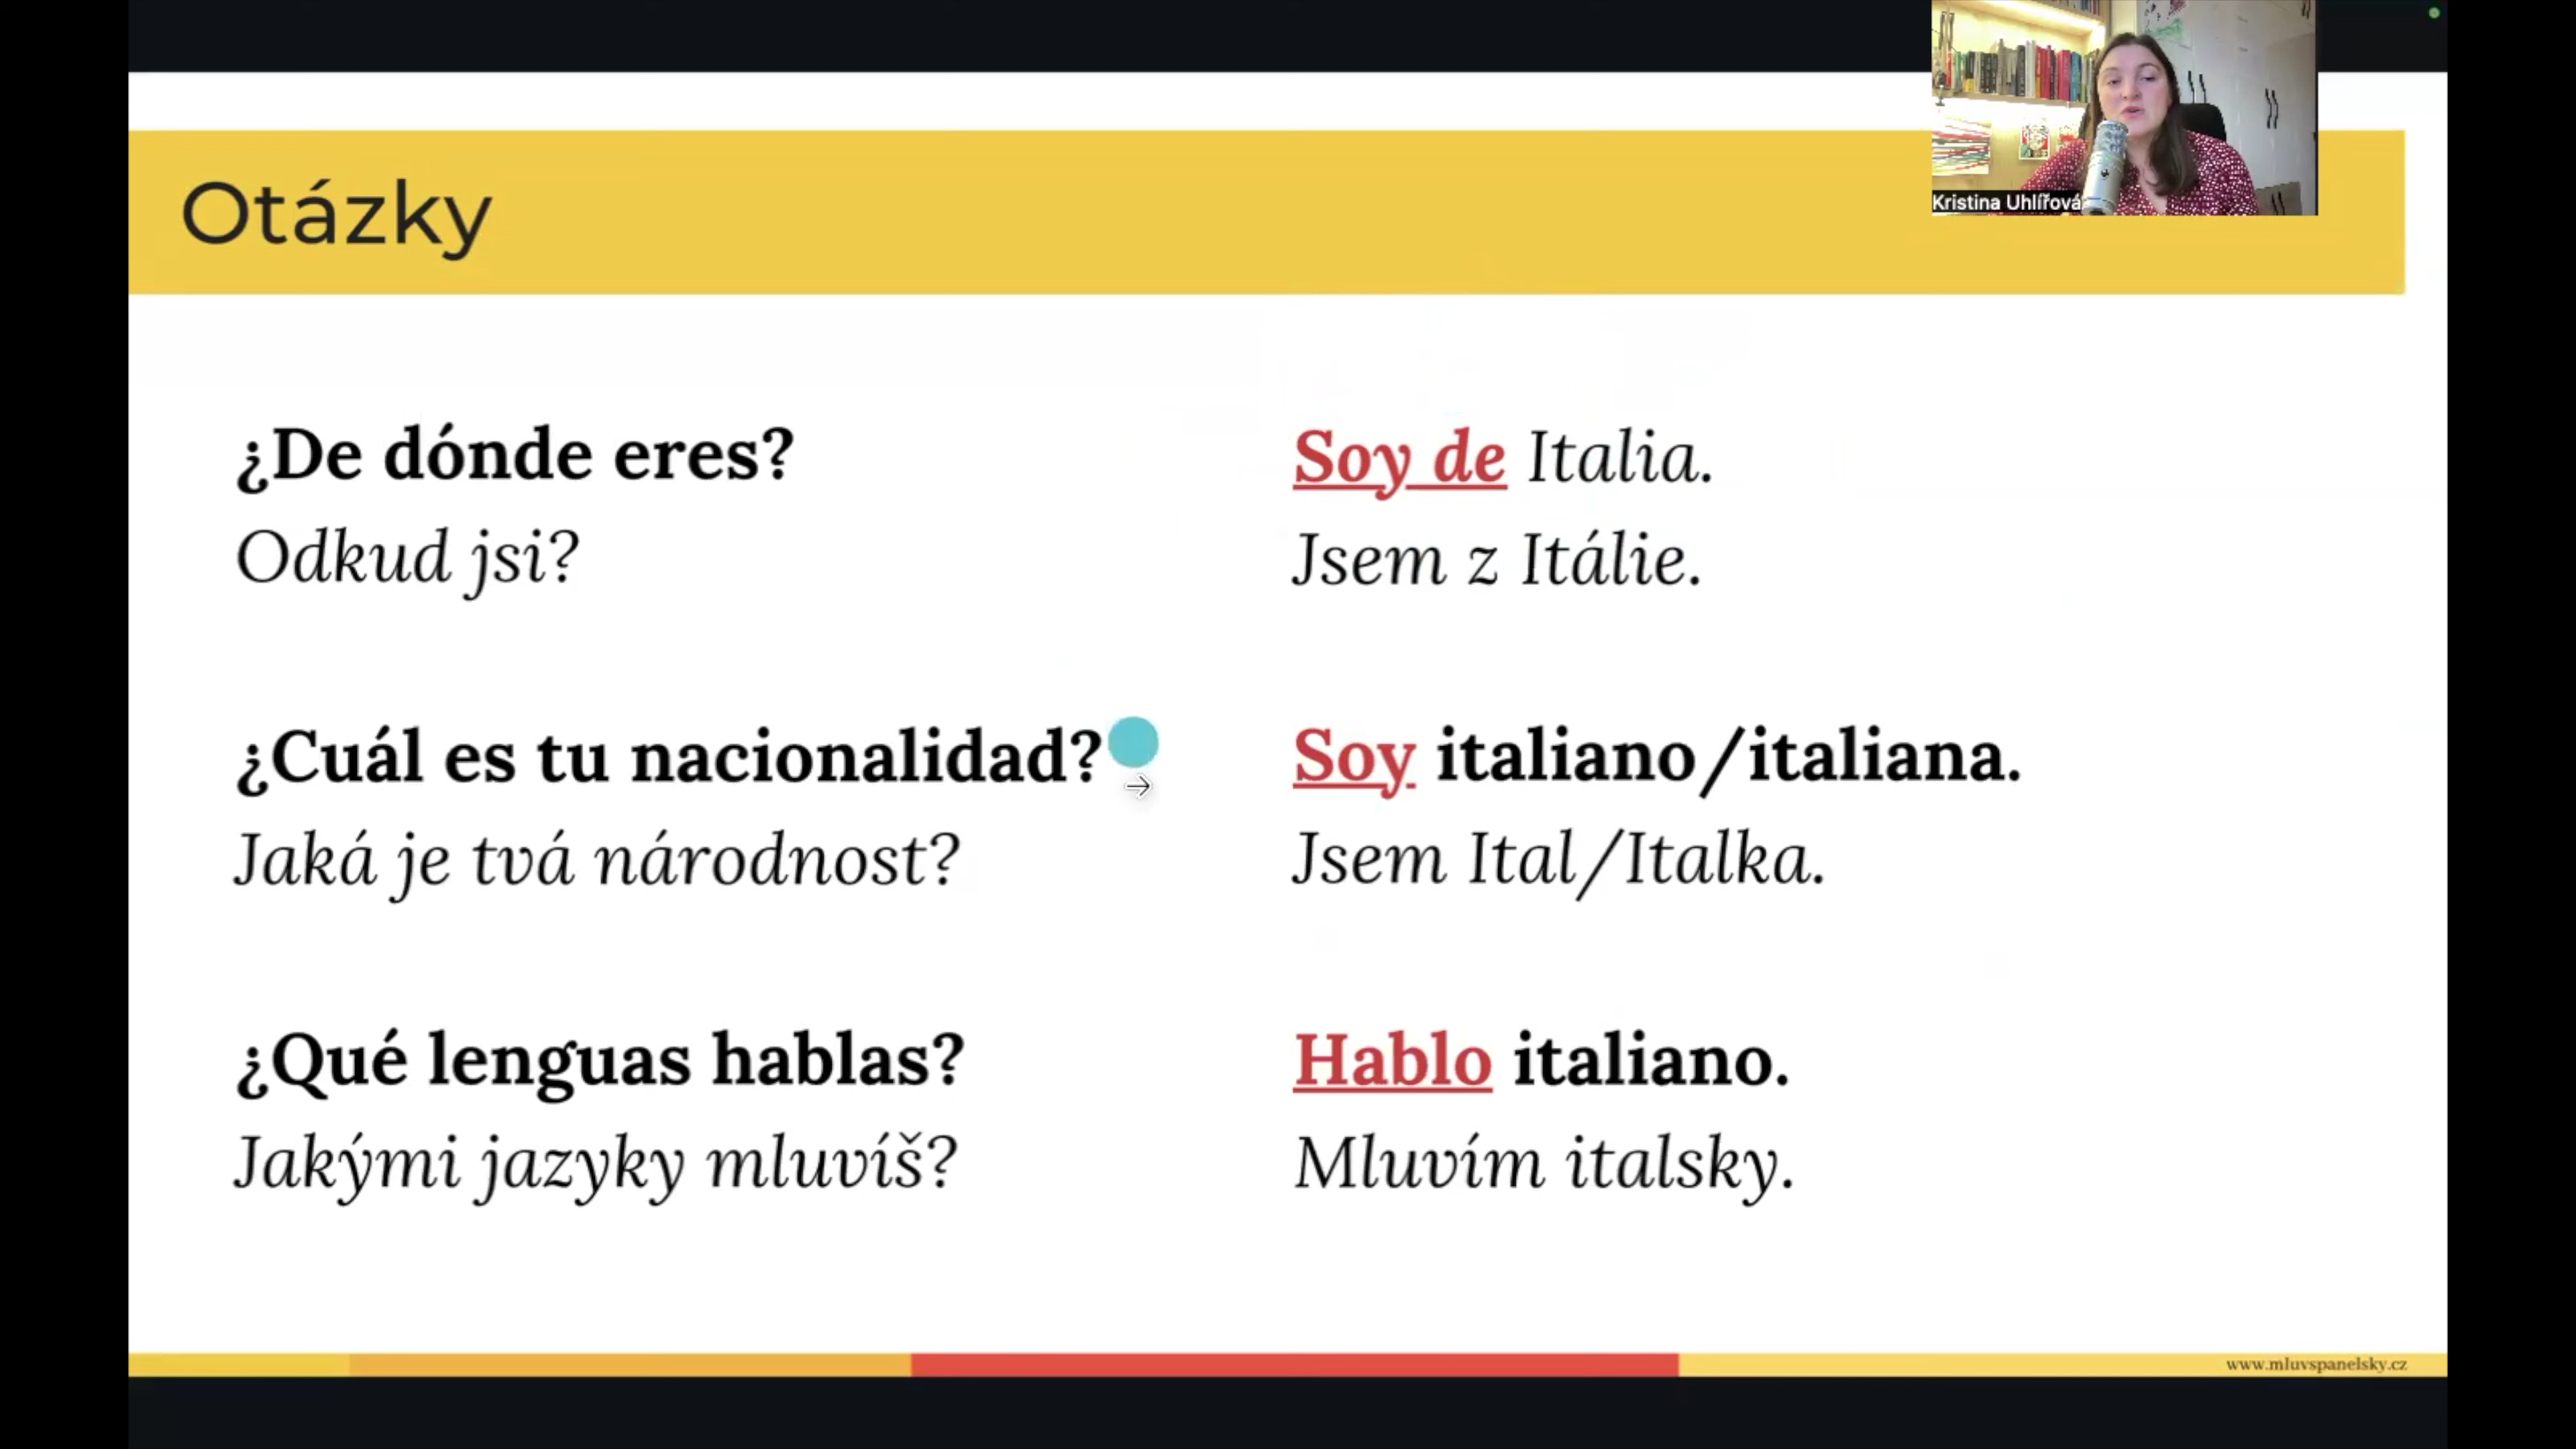 Kristina Uhlířová
Otázky
¿De dónde eres?
Odkud jsi?
Soy de Italia.
Jsem z Itálie.
¿Cuál es tu nacionalidad?
Jaká je tvá národnost?
Soy italiano/italiana.
Jsem Ital/Italka.
¿Qué lenguas hablas?
Jakými jazyky mluvíš?
Hablo italiano.
Mluvím italsky.
www.mluvspanelsky.cz